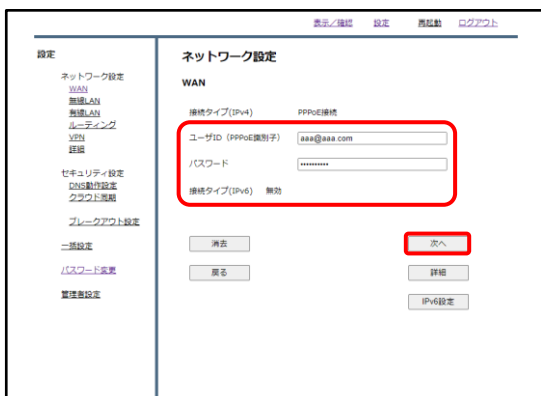 表示/確認 設定 再起動 ログアウト
設定
ネットワーク設定
WAN
無線LAN
有線LAN
ルーティング
VPN
詳細
セキュリティ設定
DNS動作設定
クラウド同期
ブレークアウト設定
一括設定
パスワード変更
管理者設定
ネットワーク設定
WAN
接続タイプ(IPv4) PPPoE接続
ユーザID(PPPoE識別子) aaa@aaa.com
パスワード ••••••••••
接続タイプ(IPv6) 無効
消去 次へ
戻る 詳細
IPv6設定